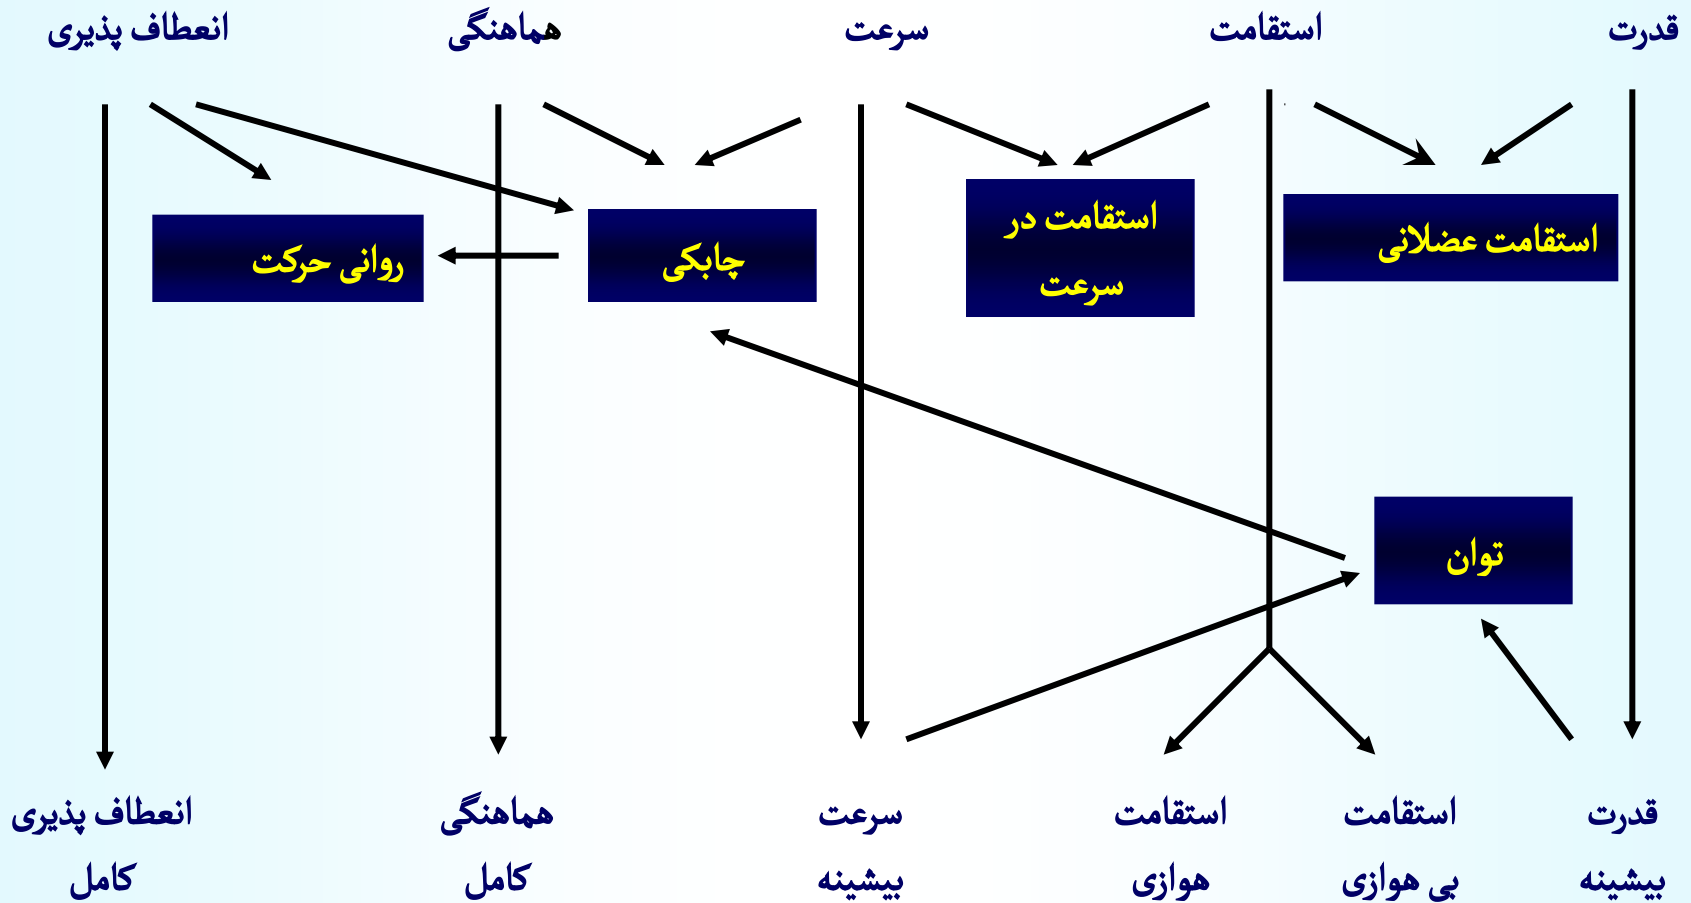 قدرت
استقامت
سرعت
هماهنگی
انعطاف پذیری
استقامت عضلانی
استقامت در
سرعت
چابکی
روانی حرکت
توان
قدرت
بیشینه
استقامت
بی هوازی
استقامت
هوازی
سرعت
بیشینه
هماهنگی
کامل
انعطاف پذیری
کامل